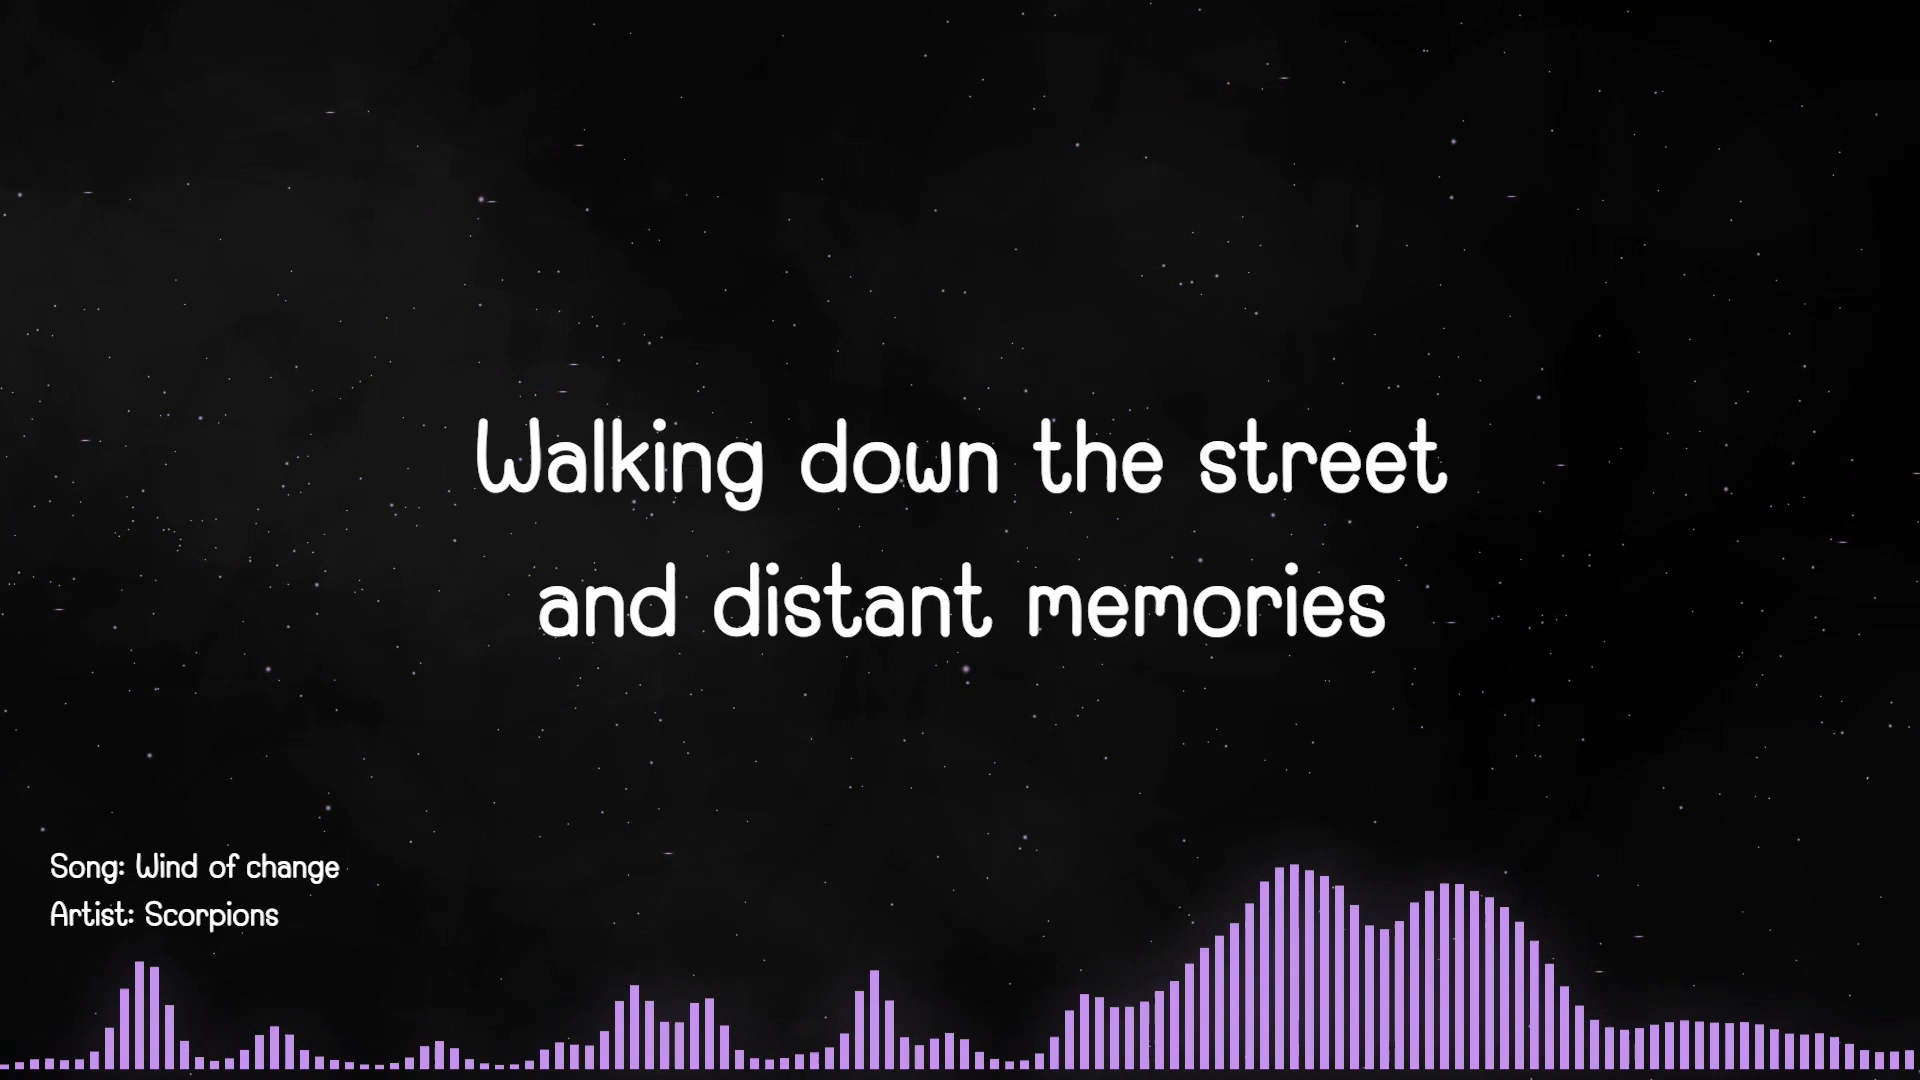 Walking down the street
and distant memories
Song: Wind of change
Artist: Scorpions